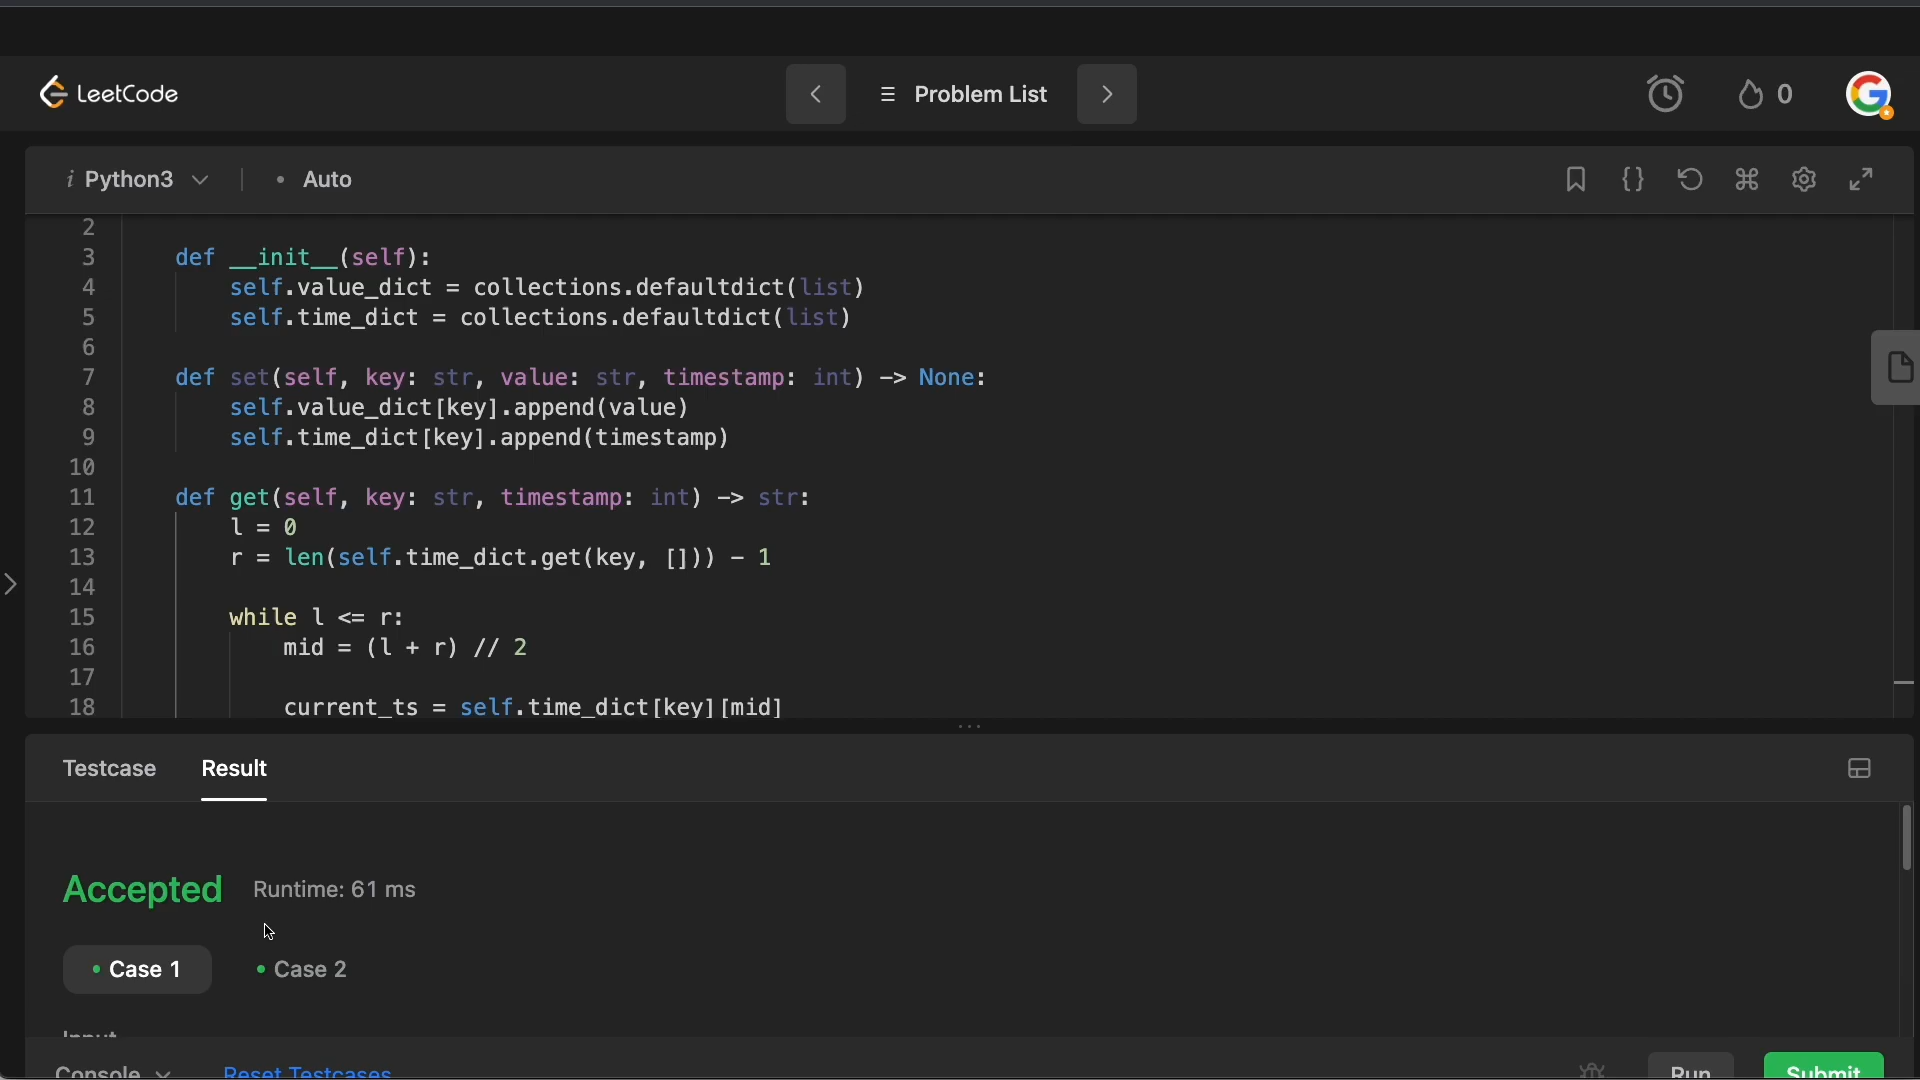 LeetCode
Problem List
0
Python3
Auto
2
3 def __init__(self):
4 self.value_dict = collections.defaultdict(list)
5 self.time_dict = collections.defaultdict(list)
6
7 def set(self, key: str, value: str, timestamp: int) -> None:
8 self.value_dict[key].append(value)
9 self.time_dict[key].append(timestamp)
10
11 def get(self, key: str, timestamp: int) -> str:
12 l = 0
13 r = len(self.time_dict.get(key, [])) - 1
14
15 while l <= r:
16 mid = (l + r) // 2
17
18 current_ts = self.time_dict[key][mid]
Testcase Result
Accepted Runtime: 61 ms
Case 1 Case 2
Input
Console Reset Testcases Run Submit